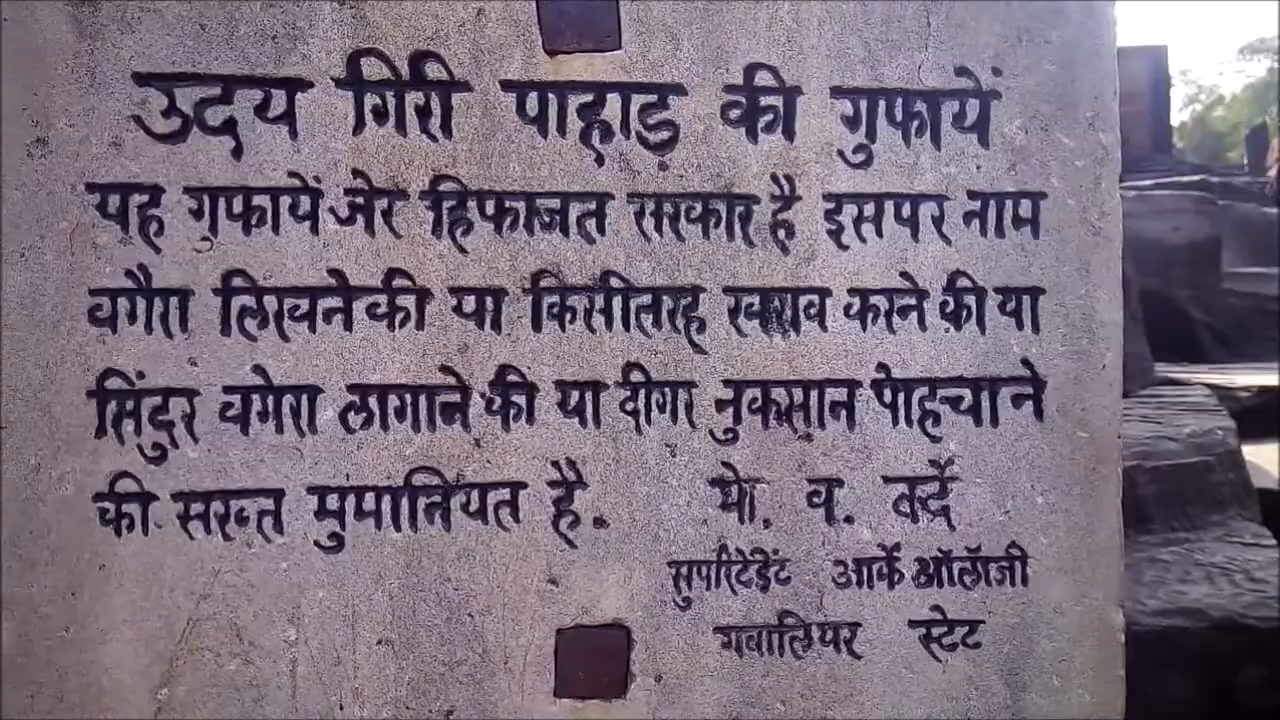 उदय गिरी पाहाड़ की गुफायें
यह गुफायें जेर हिफाजत सरकार है इसपर नाम
वगैरा लिखने की या किसीतरह खराव करने की या
सिंदुर वगेरा लागाने की या दीगर नुकसान पोहचाने
की सख्त मुमानियत है.
मो. व. गर्दे
सुपरिटेंडेंट आर्केऑलॉजी
गवालियर स्टेट